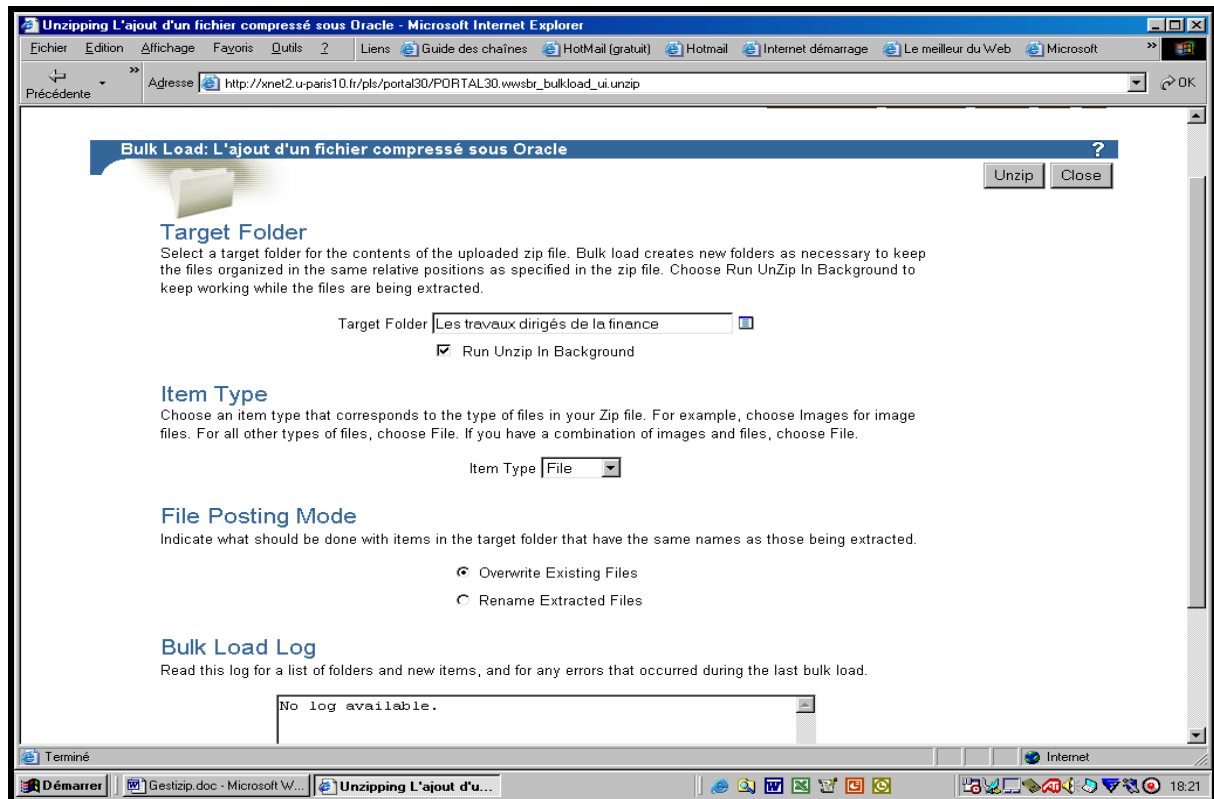 Unzipping L'ajout d'un fichier compressé sous Oracle - Microsoft Internet Explorer
Fichier Edition Affichage Favoris Outils ? Liens Guide des chaînes HotMail (gratuit) Hotmail Internet démarrage Le meilleur du Web Microsoft »
Précédente » Adresse http://xnet2.u-paris10.fr/pls/portal30/PORTAL30.wwsbr_bulkload_ui.unzip OK
Bulk Load: L'ajout d'un fichier compressé sous Oracle ?
Unzip Close
Target Folder
Select a target folder for the contents of the uploaded zip file. Bulk load creates new folders as necessary to keep
the files organized in the same relative positions as specified in the zip file. Choose Run UnZip In Background to
keep working while the files are being extracted.
Target Folder Les travaux dirigés de la finance
Run Unzip In Background
Item Type
Choose an item type that corresponds to the type of files in your Zip file. For example, choose Images for image
files. For all other types of files, choose File. If you have a combination of images and files, choose File.
Item Type File
File Posting Mode
Indicate what should be done with items in the target folder that have the same names as those being extracted.
Overwrite Existing Files
Rename Extracted Files
Bulk Load Log
Read this log for a list of folders and new items, and for any errors that occurred during the last bulk load.
No log available.
Terminé Internet
Démarrer Gestizip.doc - Microsoft W... Unzipping L'ajout d'u... 18:21